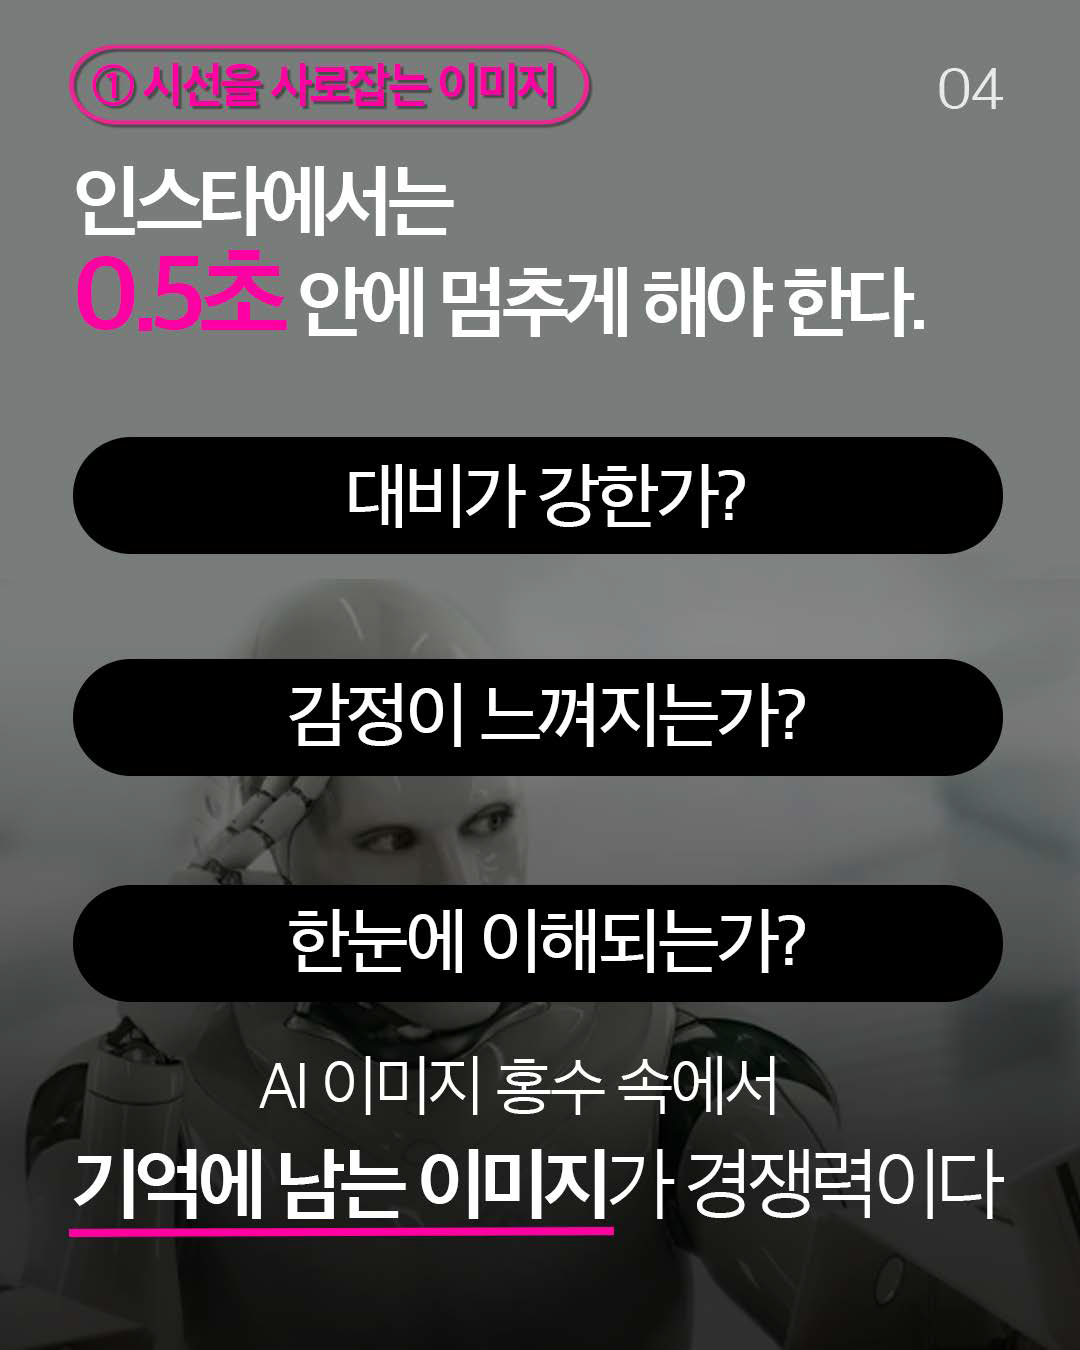 ① 시선을 사로잡는 이미지
04
인스타에서는
0.5초 안에 멈추게 해야 한다.
대비가 강한가?
감정이 느껴지는가?
한눈에 이해되는가?
AI 이미지 홍수 속에서
기억에 남는 이미지가 경쟁력이다